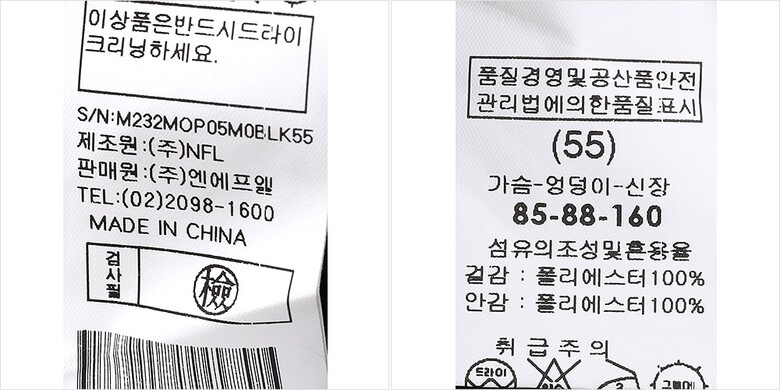 이상품은반드시드라이
크리닝하세요.
S/N:M232MOP05M0BLK55
제조원:(주)NFL
판매원:(주)엔에프엘
TEL:(02)2098-1600
MADE IN CHINA
검사필
檢
품질경영및공산품안전
관리법에의한품질표시
(55)
가슴-엉덩이-신장
85-88-160
섬유의조성및혼용율
겉감 : 폴리에스터100%
안감 : 폴리에스터100%
취급주의
드라이